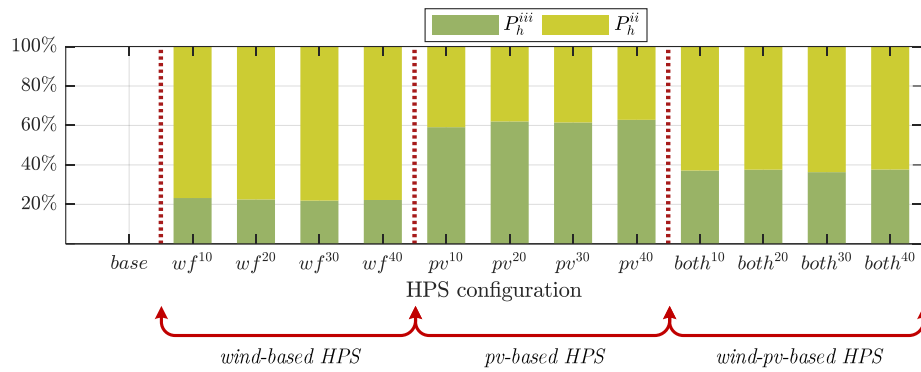 P_h^{iii} P_h^{ii}
100%
80%
60%
40%
20%
base wf^{10} wf^{20} wf^{30} wf^{40} pv^{10} pv^{20} pv^{30} pv^{40} both^{10} both^{20} both^{30} both^{40}
HPS configuration
wind-based HPS pv-based HPS wind-pv-based HPS